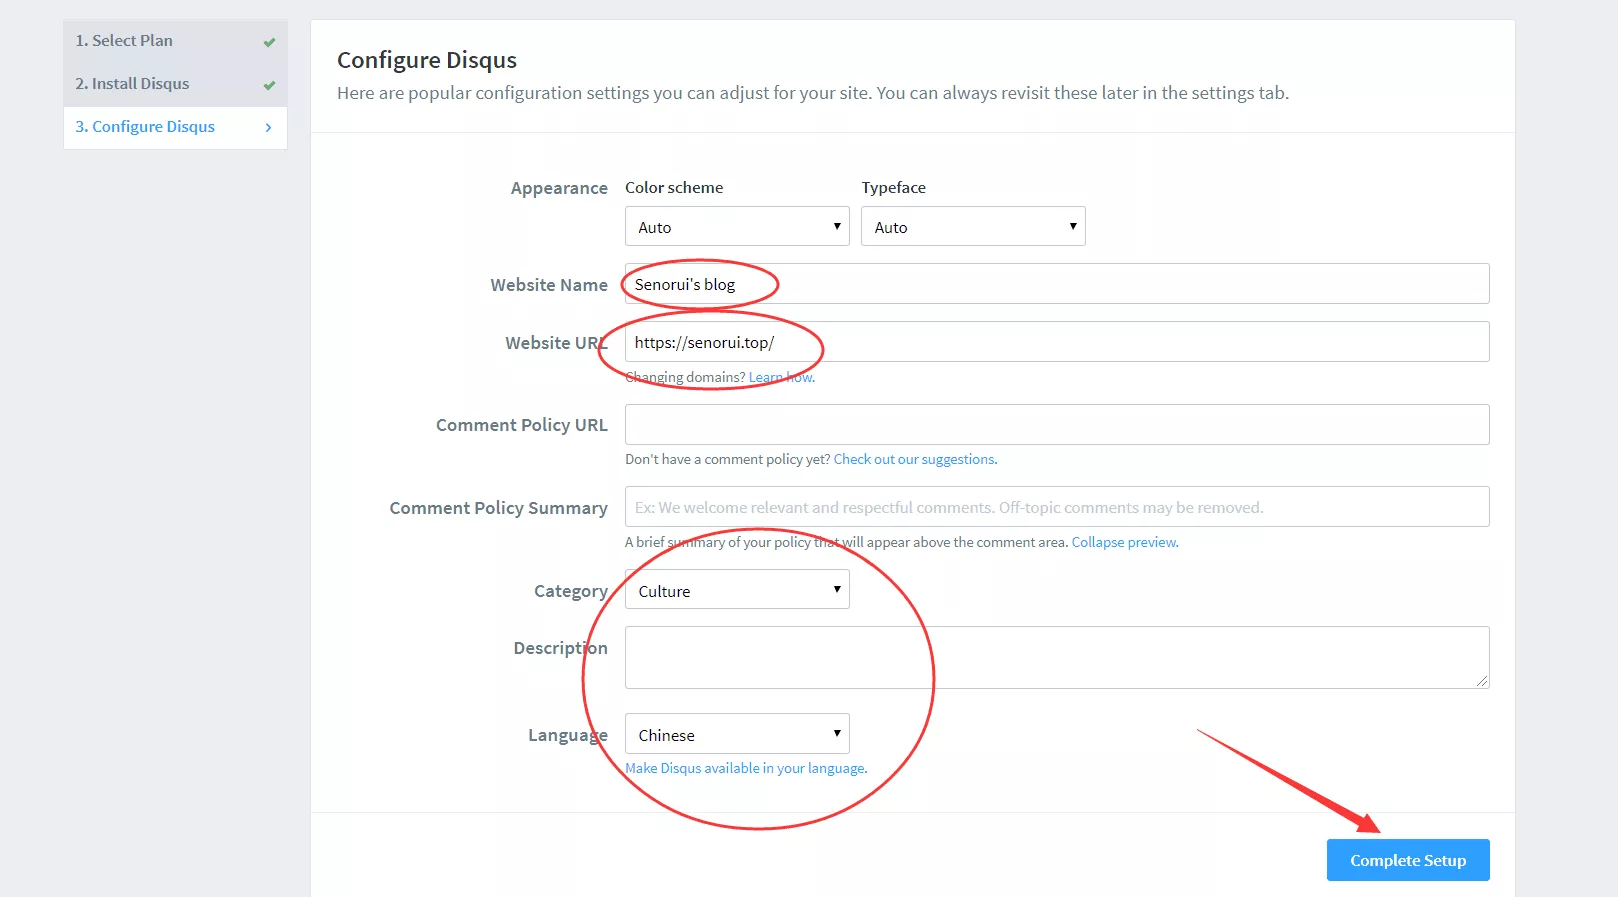 1. Select Plan
2. Install Disqus
3. Configure Disqus
Configure Disqus
Here are popular configuration settings you can adjust for your site. You can always revisit these later in the settings tab.
Appearance
Color scheme
Typeface
Auto
Auto
Website Name
Senorui's blog
Website URL
https://senorui.top/
Changing domains? Learn how.
Comment Policy URL
Don't have a comment policy yet? Check out our suggestions.
Comment Policy Summary
Ex: We welcome relevant and respectful comments. Off-topic comments may be removed.
A brief summary of your policy that will appear above the comment area. Collapse preview.
Category
Culture
Description
Language
Chinese
Make Disqus available in your language.
Complete Setup